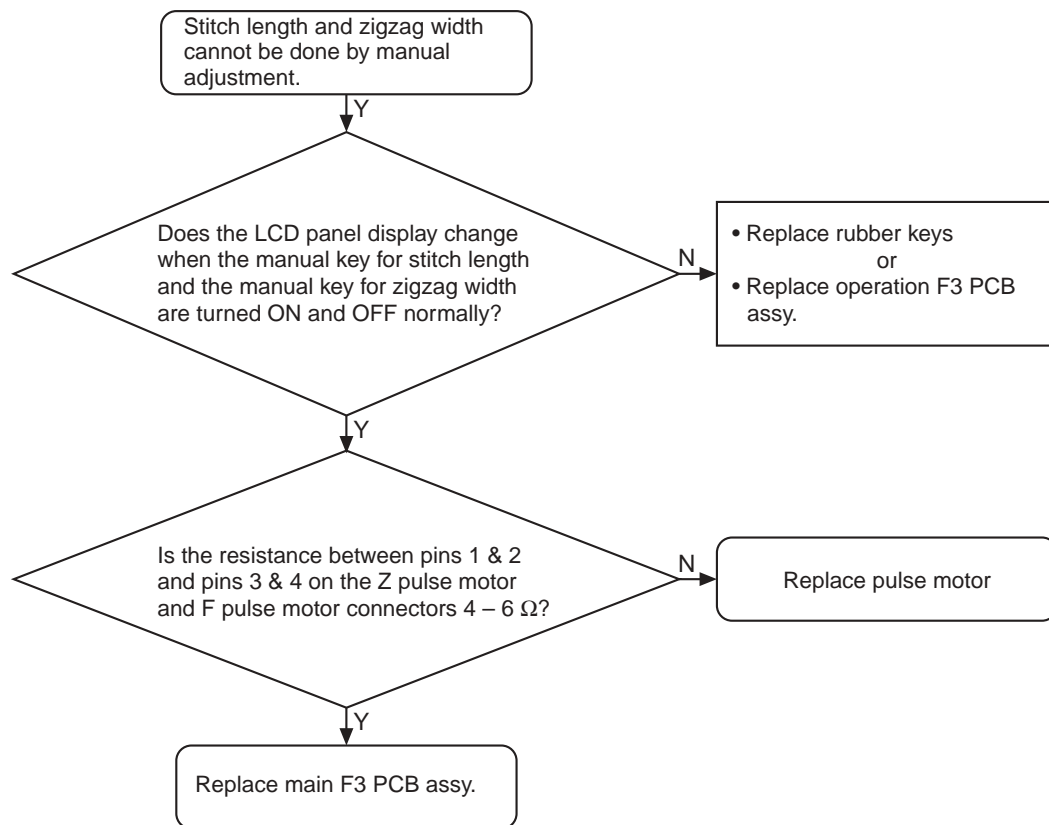 Stitch length and zigzag width
cannot be done by manual
adjustment.
Y
Does the LCD panel display change
when the manual key for stitch length
and the manual key for zigzag width
are turned ON and OFF normally?
N
• Replace rubber keys
or
• Replace operation F3 PCB
assy.
Y
Is the resistance between pins 1 & 2
and pins 3 & 4 on the Z pulse motor
and F pulse motor connectors 4 – 6 Ω?
N
Replace pulse motor
Y
Replace main F3 PCB assy.